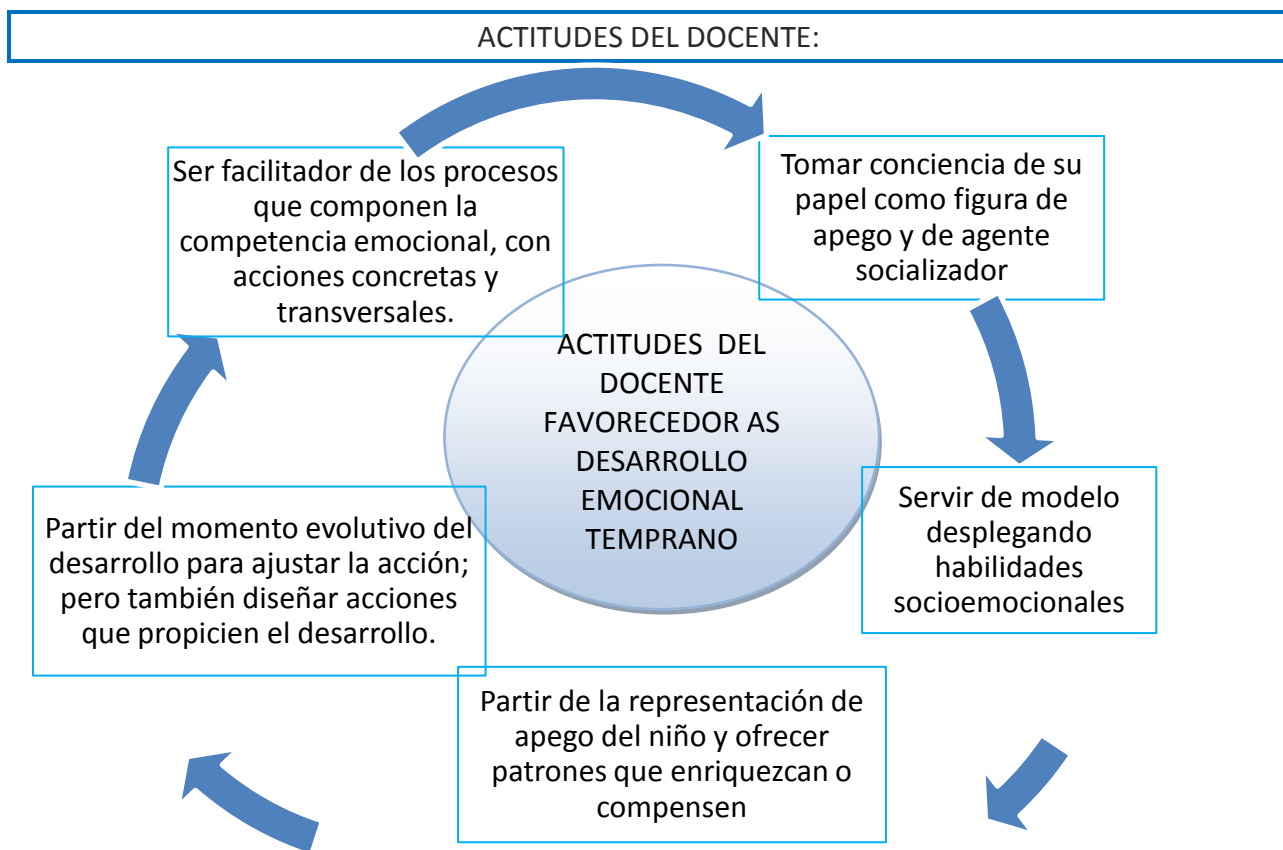 ACTITUDES DEL DOCENTE:
Ser facilitador de los procesos
que componen la
competencia emocional, con
acciones concretas y
transversales.
Tomar conciencia de su
papel como figura de
apego y de agente
socializador
ACTITUDES DEL
DOCENTE
FAVORECEDOR AS
DESARROLLO
EMOCIONAL
TEMPRANO
Servir de modelo
desplegando
habilidades
socioemocionales
Partir del momento evolutivo del
desarrollo para ajustar la acción;
pero también diseñar acciones
que propicien el desarrollo.
Partir de la representación de
apego del niño y ofrecer
patrones que enriquezcan o
compensen